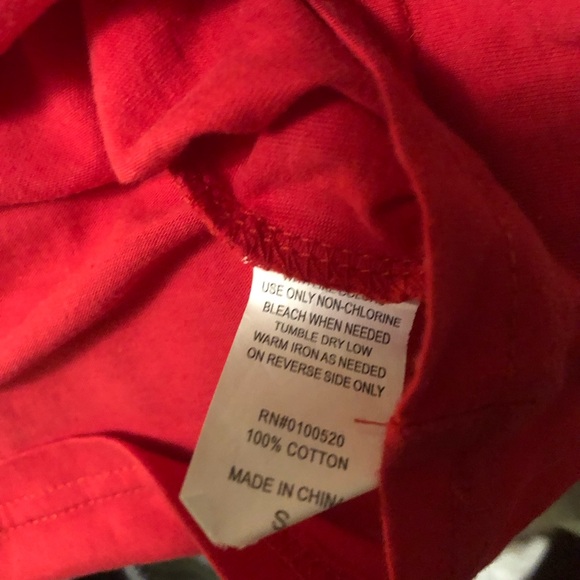 USE ONLY NON-CHLORINE
BLEACH WHEN NEEDED
TUMBLE DRY LOW
WARM IRON AS NEEDED
ON REVERSE SIDE ONLY
RN#0100520
100% COTTON
MADE IN CHINA
S